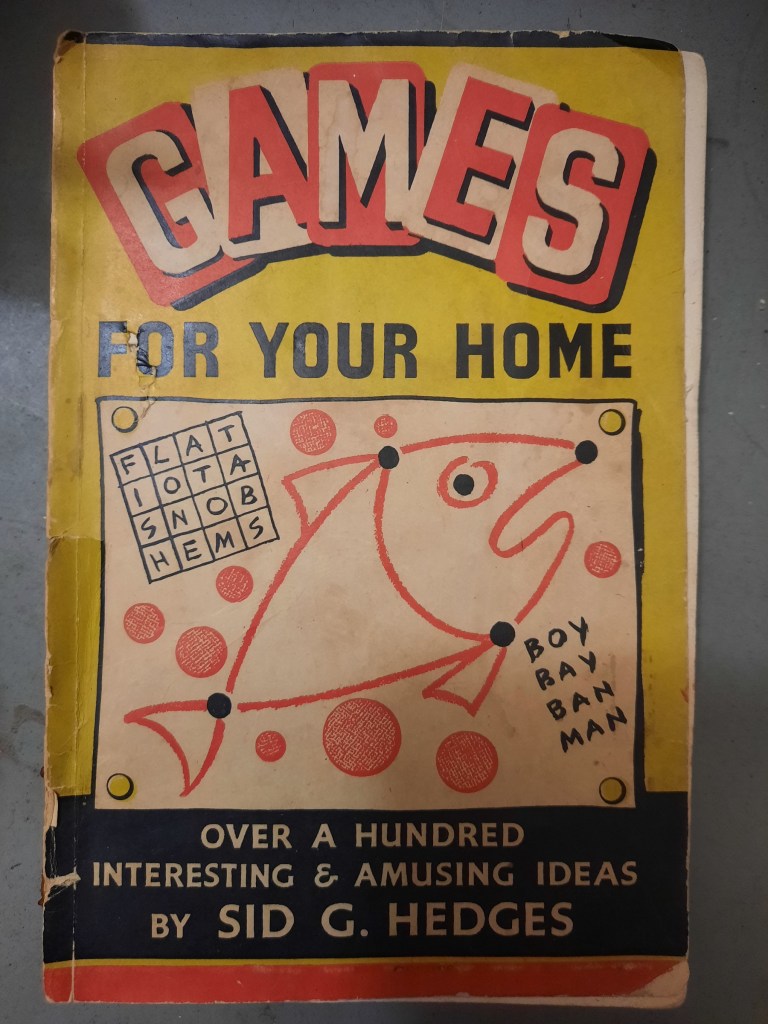 GAMES
FOR YOUR HOME
FLAT
IOTA
SNOB
HEMS
BOY
BAY
BAN
MAN
OVER A HUNDRED
INTERESTING & AMUSING IDEAS
BY SID G. HEDGES